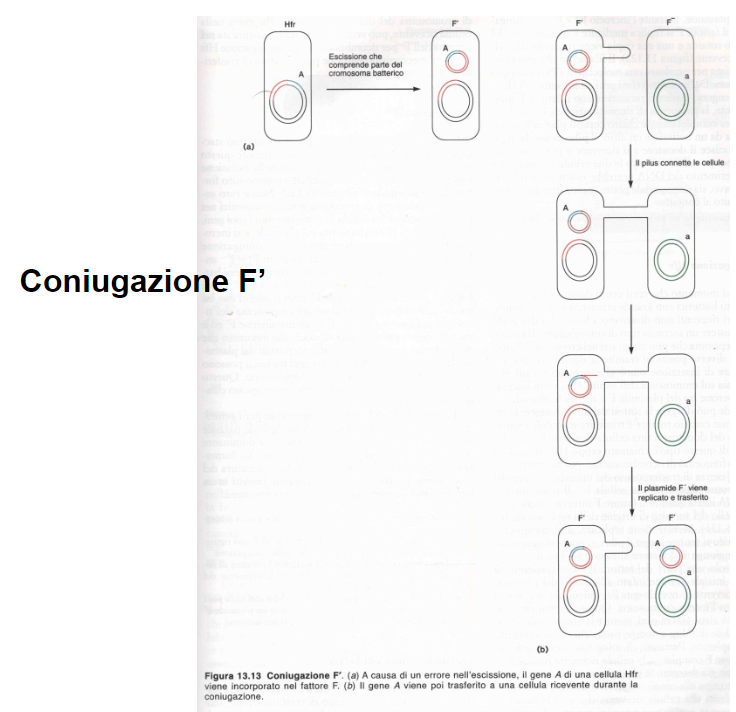 Hfr
F'
A
A
Escissione che
comprende parte del
cromosoma batterico
(a)
F'
F⁻
A
a
Il pilus connette le cellule
A
a
Coniugazione F’
A
a
Il plasmide F⁻ viene
replicato e trasferito
F'
F'
A
A
a
(b)
Figura 13.13 Coniugazione F'. (a) A causa di un errore nell'escissione, il gene A di una cellula Hfr
viene incorporato nel fattore F. (b) Il gene A viene poi trasferito a una cellula ricevente durante la
coniugazione.